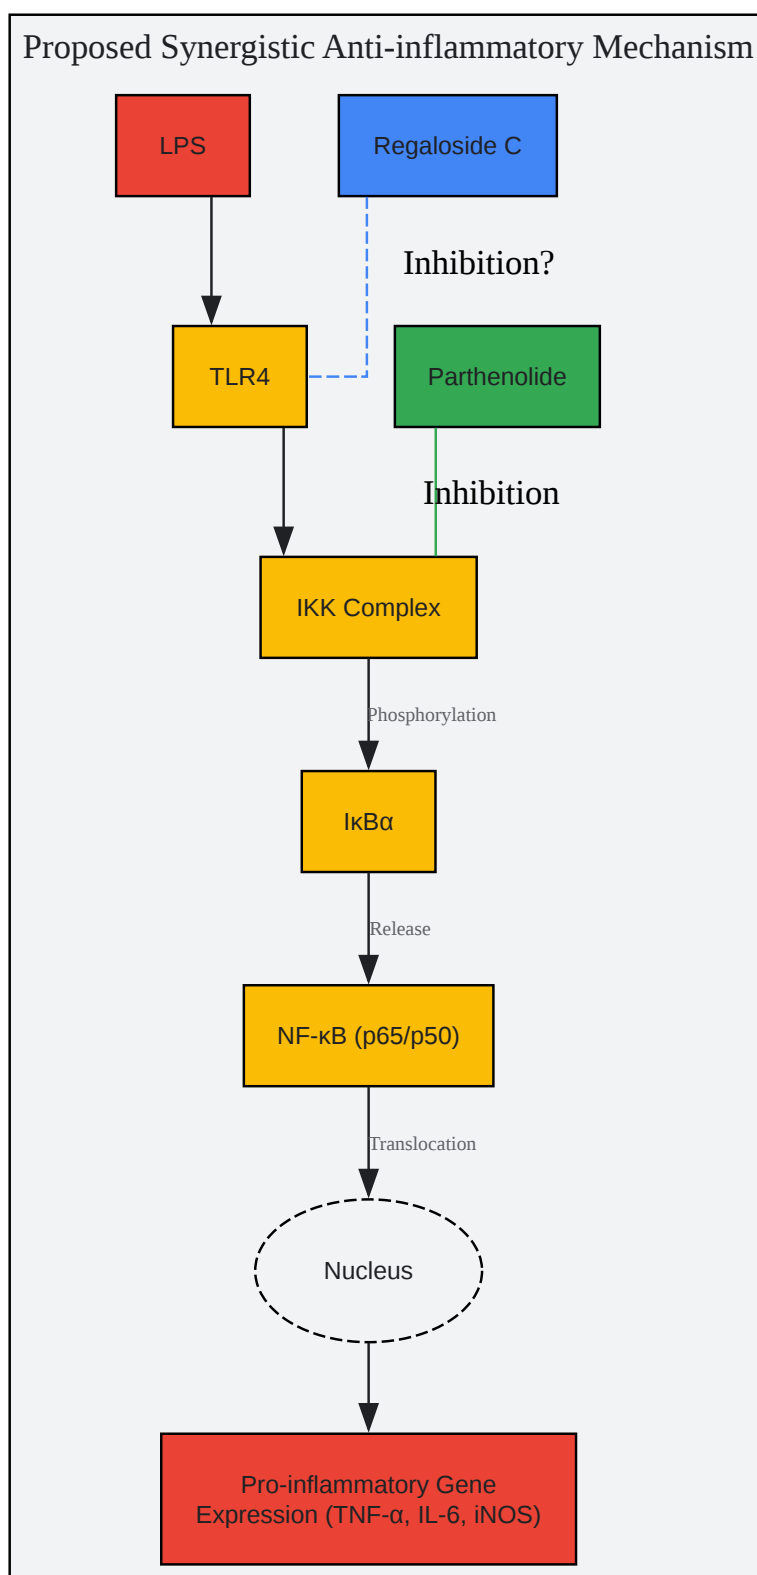 Proposed Synergistic Anti-inflammatory Mechanism
LPS
Regaloside C
Inhibition?
TLR4
Parthenolide
Inhibition
IKK Complex
Phosphorylation
IκBα
Release
NF-κB (p65/p50)
Translocation
Nucleus
Pro-inflammatory Gene
Expression (TNF-α, IL-6, iNOS)